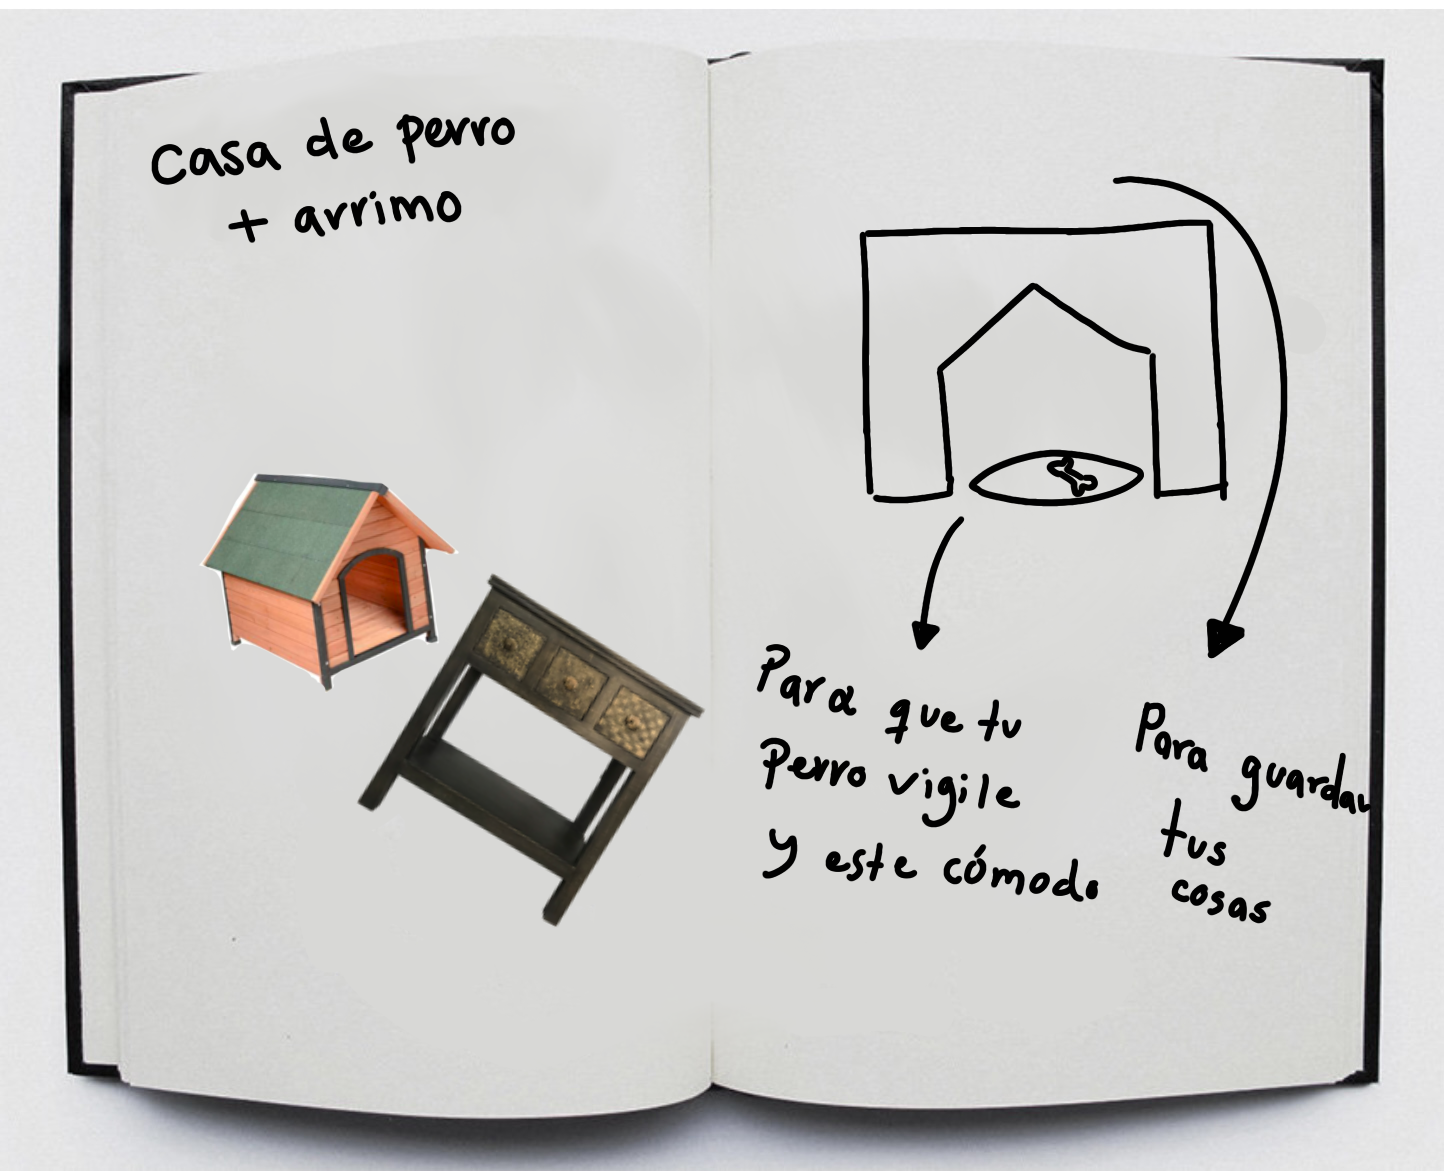 Casa de perro
+ arrimo
Para que tu
Perro vigile
y este cómodo
Para guardar
tus
cosas